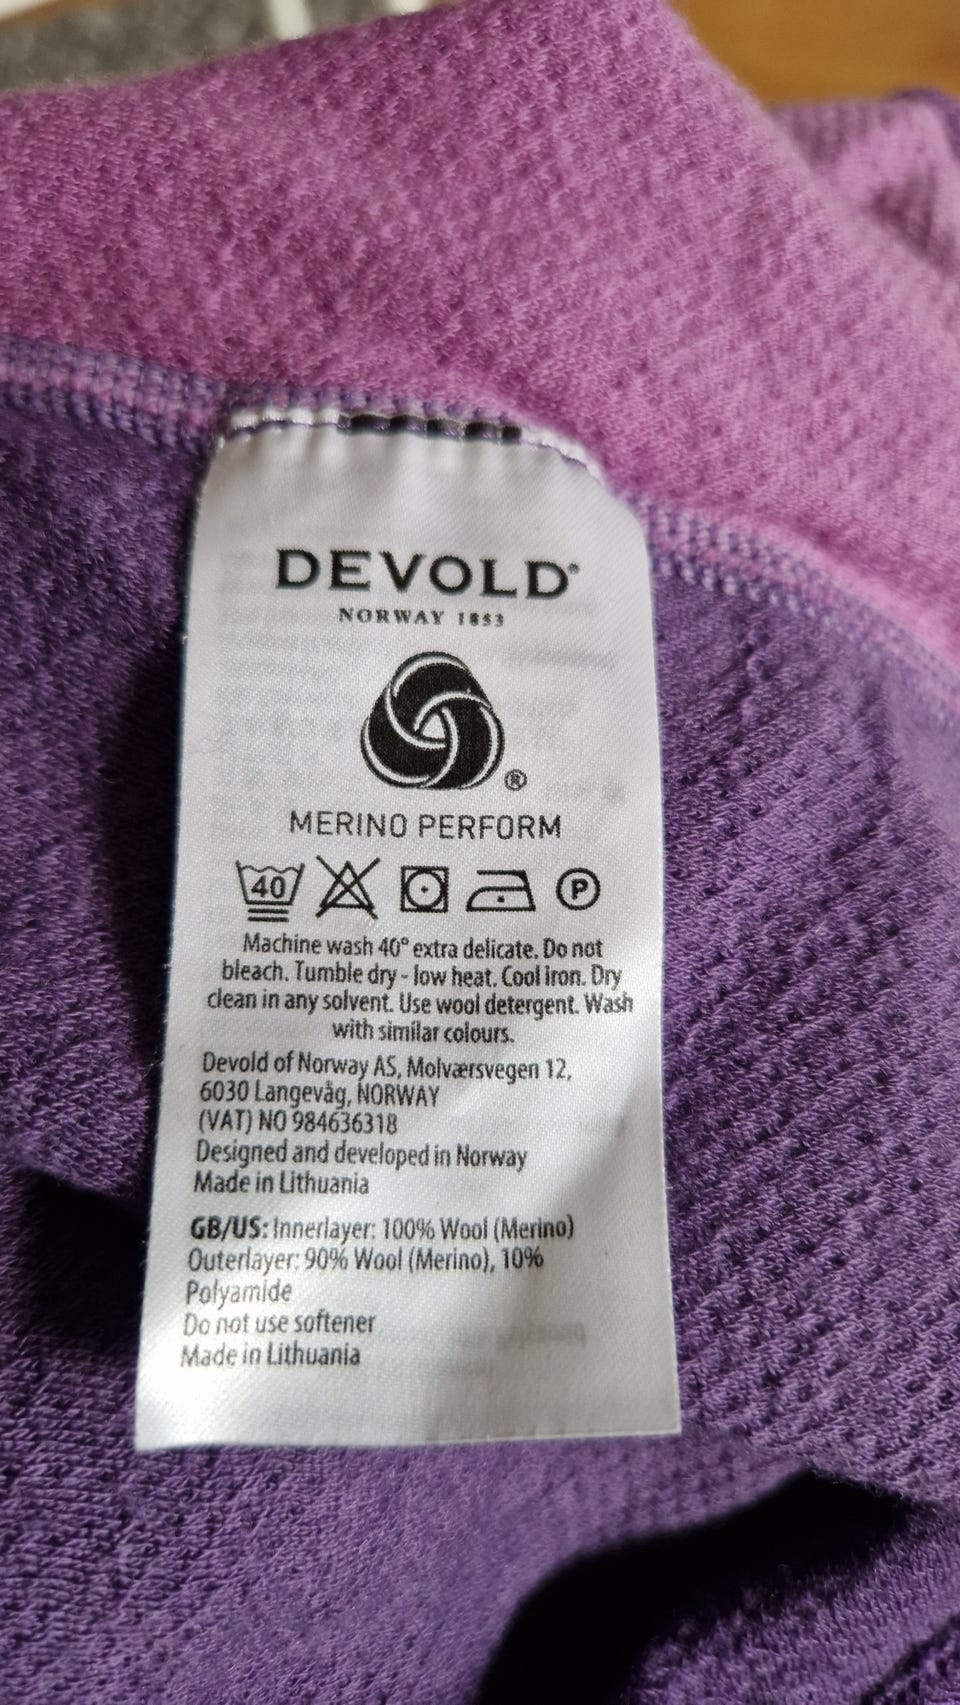 DEVOLD®
NORWAY 1853
®
MERINO PERFORM
40 P
Machine wash 40° extra delicate. Do not
bleach. Tumble dry - low heat. Cool iron. Dry
clean in any solvent. Use wool detergent. Wash
with similar colours.
Devold of Norway AS, Molværsvegen 12,
6030 Langevåg, NORWAY
(VAT) NO 984636318
Designed and developed in Norway
Made in Lithuania
GB/US: Innerlayer: 100% Wool (Merino)
Outerlayer: 90% Wool (Merino), 10%
Polyamide
Do not use softener
Made in Lithuania